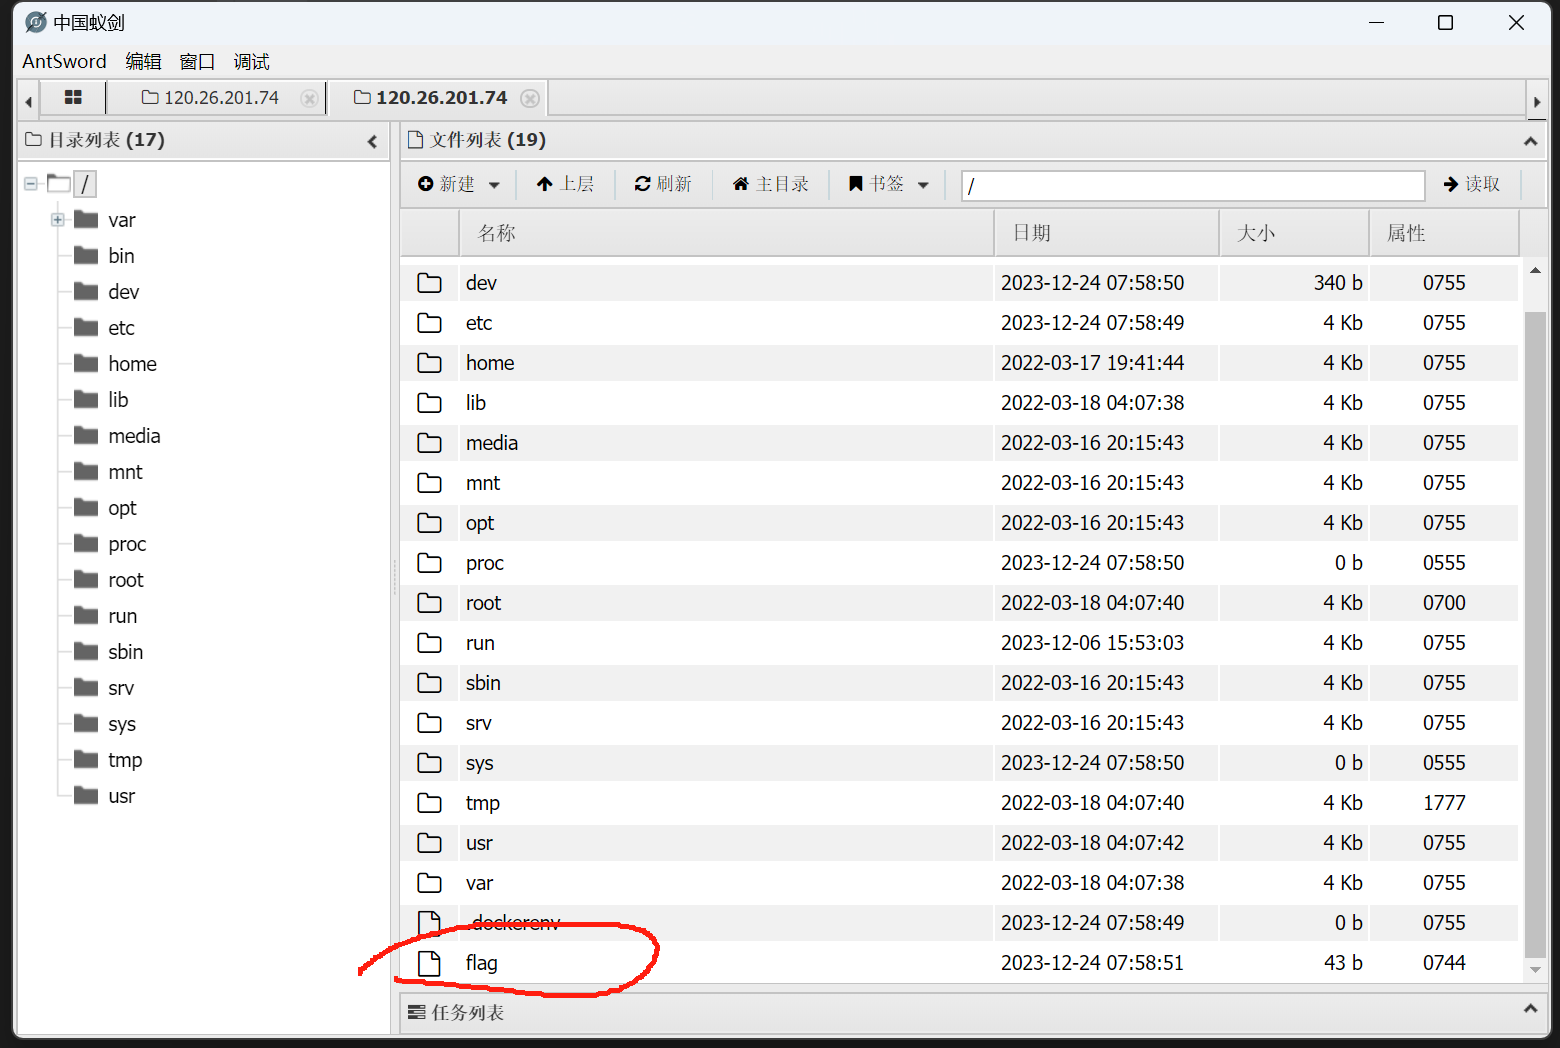 中国蚁剑
AntSword 编辑 窗口 调试
120.26.201.74 120.26.201.74
目录列表 (17)
/
var
bin
dev
etc
home
lib
media
mnt
opt
proc
root
run
sbin
srv
sys
tmp
usr
文件列表 (19)
新建 上层 刷新 主目录 书签 / 读取
名称 日期 大小 属性
dev 2023-12-24 07:58:50 340 b 0755
etc 2023-12-24 07:58:49 4 Kb 0755
home 2022-03-17 19:41:44 4 Kb 0755
lib 2022-03-18 04:07:38 4 Kb 0755
media 2022-03-16 20:15:43 4 Kb 0755
mnt 2022-03-16 20:15:43 4 Kb 0755
opt 2022-03-16 20:15:43 4 Kb 0755
proc 2023-12-24 07:58:50 0 b 0555
root 2022-03-18 04:07:40 4 Kb 0700
run 2023-12-06 15:53:03 4 Kb 0755
sbin 2022-03-16 20:15:43 4 Kb 0755
srv 2022-03-16 20:15:43 4 Kb 0755
sys 2023-12-24 07:58:50 0 b 0555
tmp 2022-03-18 04:07:40 4 Kb 1777
usr 2022-03-18 04:07:42 4 Kb 0755
var 2022-03-18 04:07:38 4 Kb 0755
.dockerenv 2023-12-24 07:58:49 0 b 0755
flag 2023-12-24 07:58:51 43 b 0744
任务列表